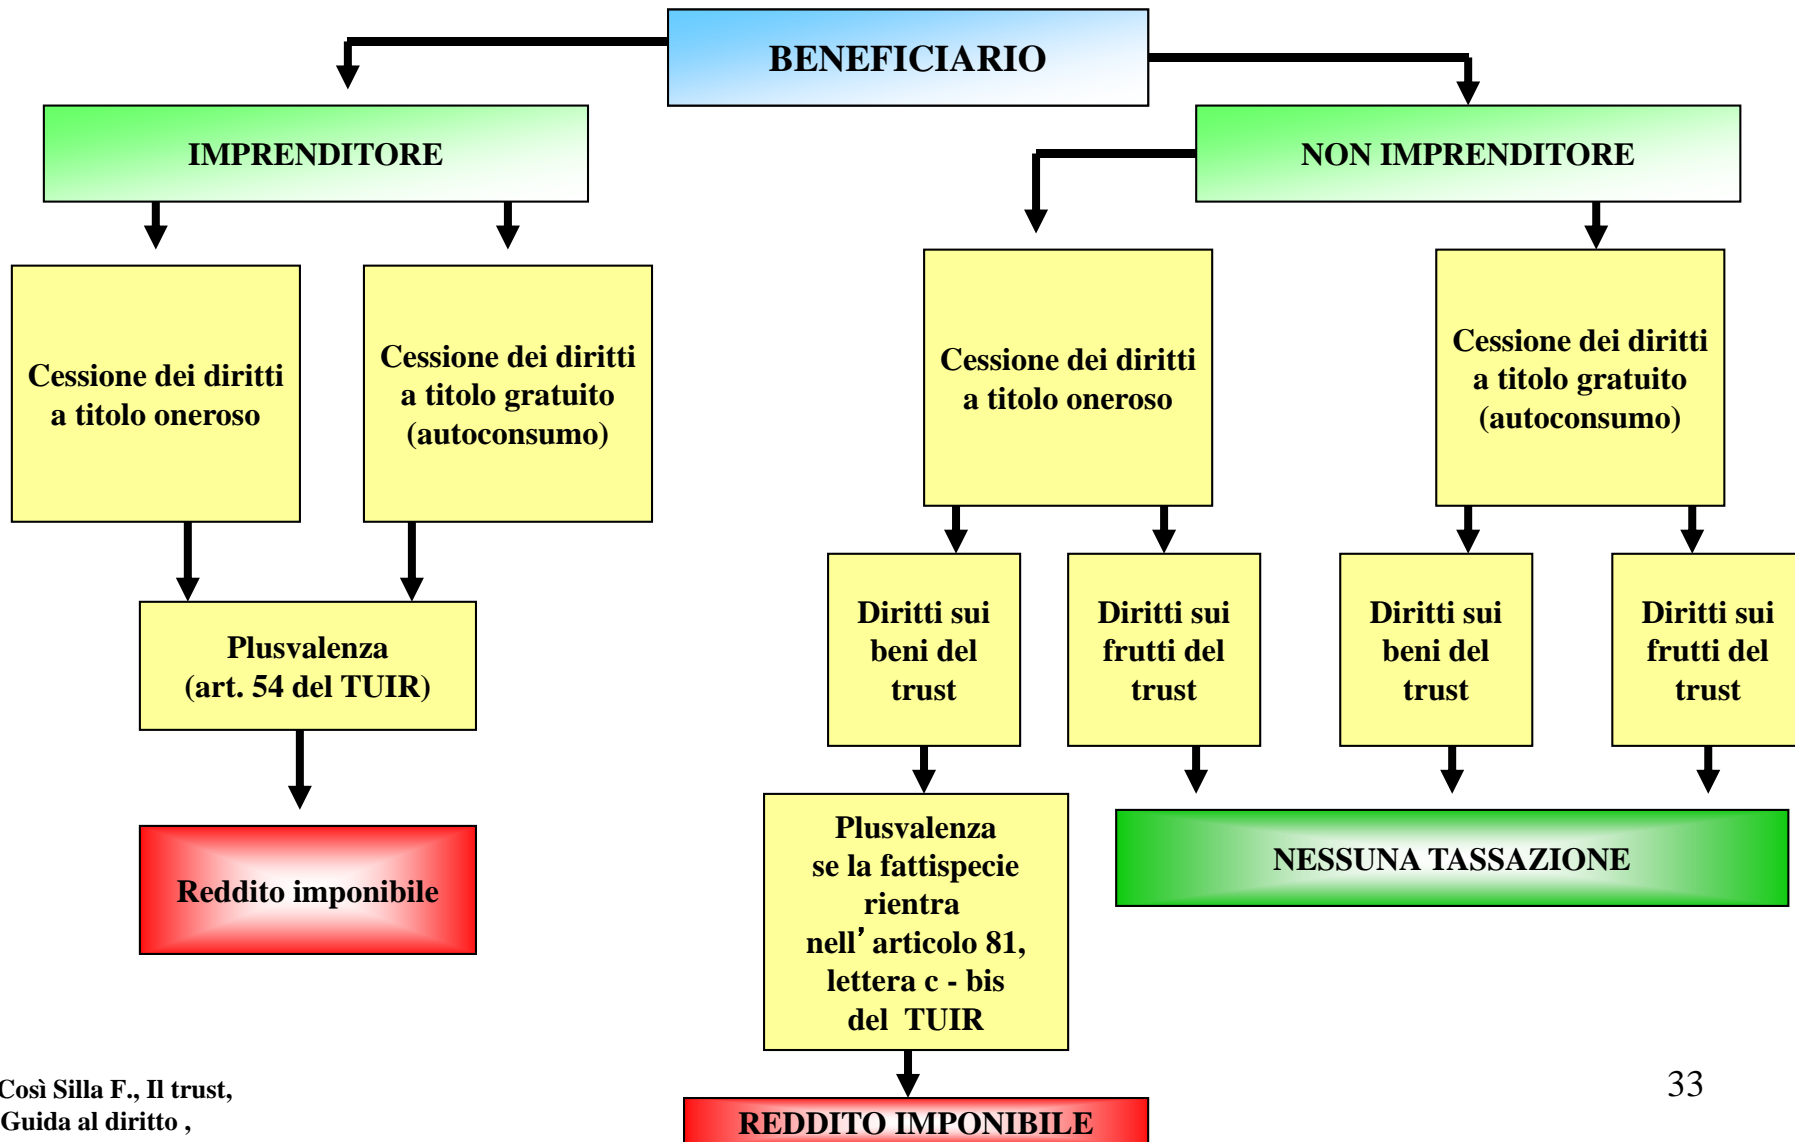 BENEFICIARIO
IMPRENDITORE
NON IMPRENDITORE
Cessione dei diritti
a titolo oneroso
Cessione dei diritti
a titolo gratuito
(autoconsumo)
Cessione dei diritti
a titolo oneroso
Cessione dei diritti
a titolo gratuito
(autoconsumo)
Plusvalenza
(art. 54 del TUIR)
Diritti sui
beni del
trust
Diritti sui
frutti del
trust
Diritti sui
beni del
trust
Diritti sui
frutti del
trust
Reddito imponibile
Plusvalenza
se la fattispecie
rientra
nell’ articolo 81,
lettera c - bis
del TUIR
NESSUNA TASSAZIONE
REDDITO IMPONIBILE
Così Silla F., Il trust,
Guida al diritto ,
33